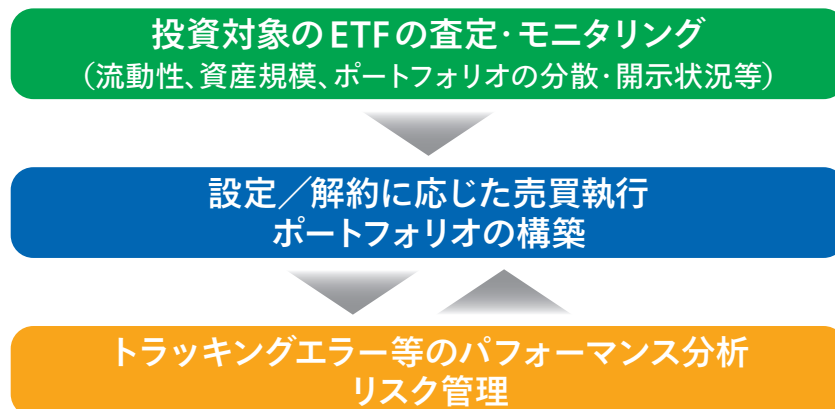 投資対象のETFの査定・モニタリング
（流動性、資産規模、ポートフォリオの分散・開示状況等）
設定／解約に応じた売買執行
ポートフォリオの構築
トラッキングエラー等のパフォーマンス分析
リスク管理